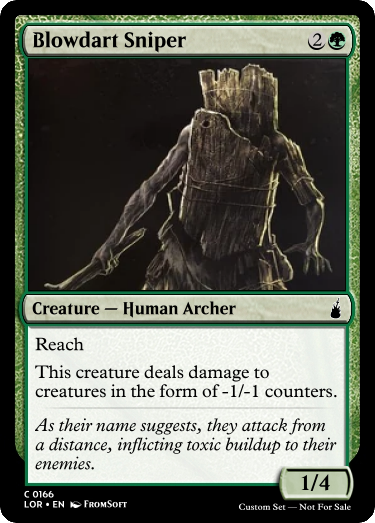 Blowdart Sniper 2
Creature — Human Archer
Reach
This creature deals damage to
creatures in the form of -1/-1 counters.
As their name suggests, they attack from
a distance, inflicting toxic buildup to their
enemies.
1/4
C 0166
LOR • EN FROMSOFT
Custom Set — Not For Sale